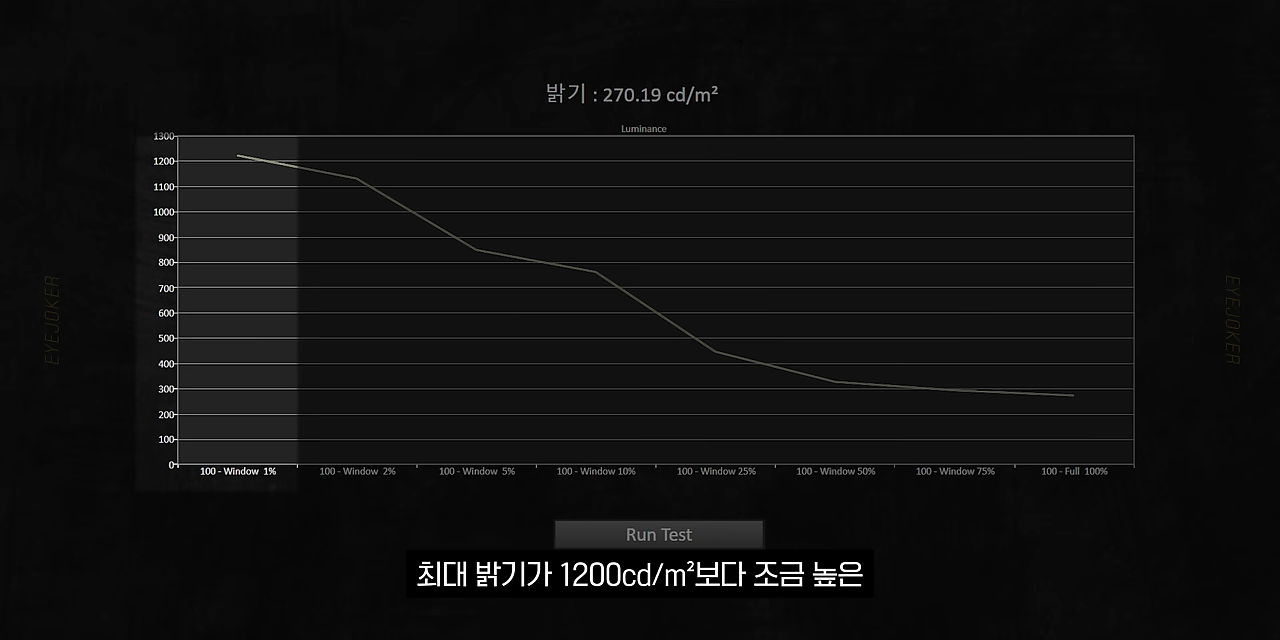 밝기 : 270.19 cd/m²
Luminance
1300
1200
1100
1000
900
800
700
600
500
400
300
200
100
0
100 - Window 1%
100 - Window 2%
100 - Window 5%
100 - Window 10%
100 - Window 25%
100 - Window 50%
100 - Window 75%
100 - Full 100%
EYEJOKER
EYEJOKER
Run Test
최대 밝기가 1200cd/m²보다 조금 높은